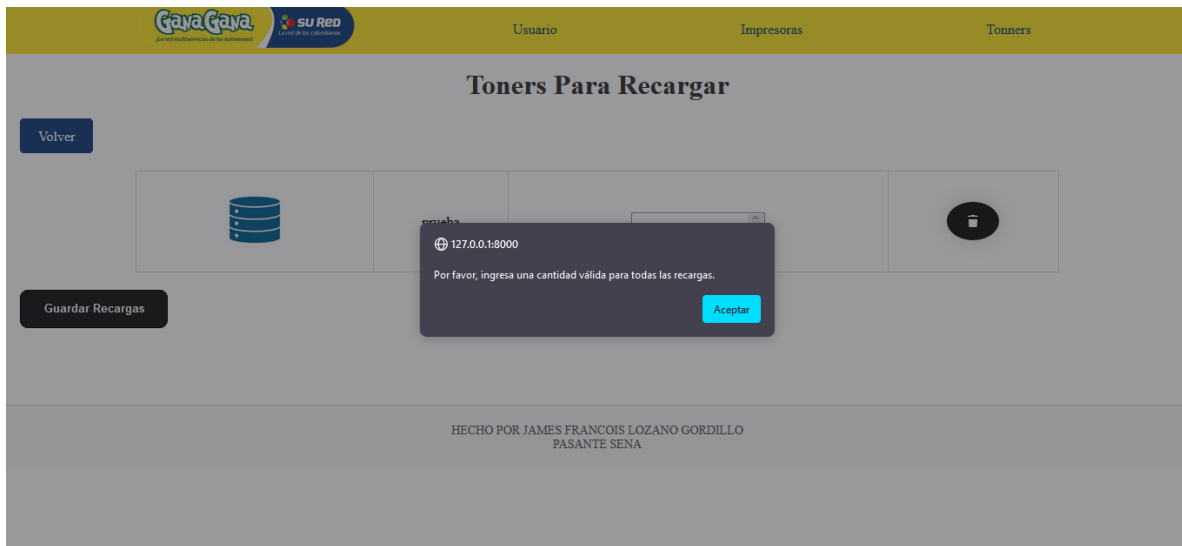 GanaGana
¡La red multiservicios de los tolimenses!
SU RED
La red de los colombianos
Usuario
Impresoras
Tonners
Toners Para Recargar
Volver
prueba
127.0.0.1:8000
Por favor, ingresa una cantidad válida para todas las recargas.
Aceptar
Guardar Recargas
HECHO POR JAMES FRANCOIS LOZANO GORDILLO
PASANTE SENA